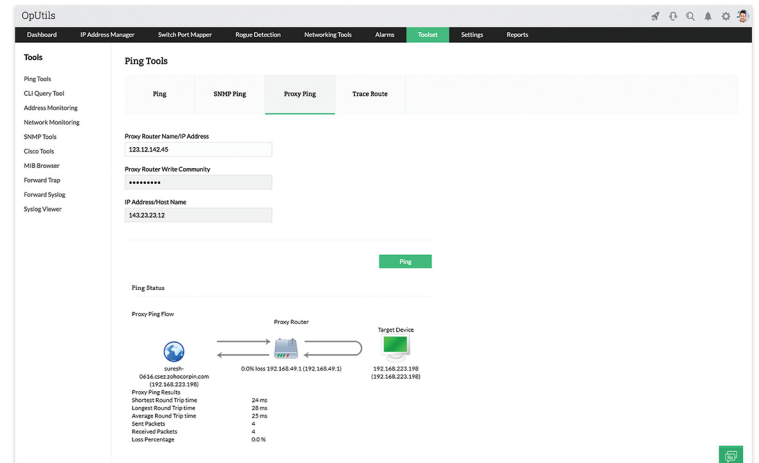 OpUtils
Dashboard IP Address Manager Switch Port Mapper Rogue Detection Networking Tools Alarms Toolset Settings Reports
Tools
Ping Tools
CLI Query Tool
Address Monitoring
Network Monitoring
SNMP Tools
Cisco Tools
MIB Browser
Forward Trap
Forward Syslog
Syslog Viewer
Ping Tools
Ping SNMP Ping Proxy Ping Trace Route
Proxy Router Name/IP Address
123.12.142.45
Proxy Router Write Community
•••••••••
IP Address/Host Name
143.23.23.12
Ping
Ping Status
Proxy Ping Flow
Proxy Router
Target Device
suresh-
0616.csez.zohocorpin.com
(192.168.223.198)
0:0% loss 192.168.49.1 (192.168.49.1)
192.168.223.198
(192.168.223.198)
Proxy Ping Results
Shortest Round Trip time 24 ms
Longest Round Trip time 28 ms
Average Round Trip time 25 ms
Sent Packets 4
Received Packets 4
Loss Percentage 0.0 %